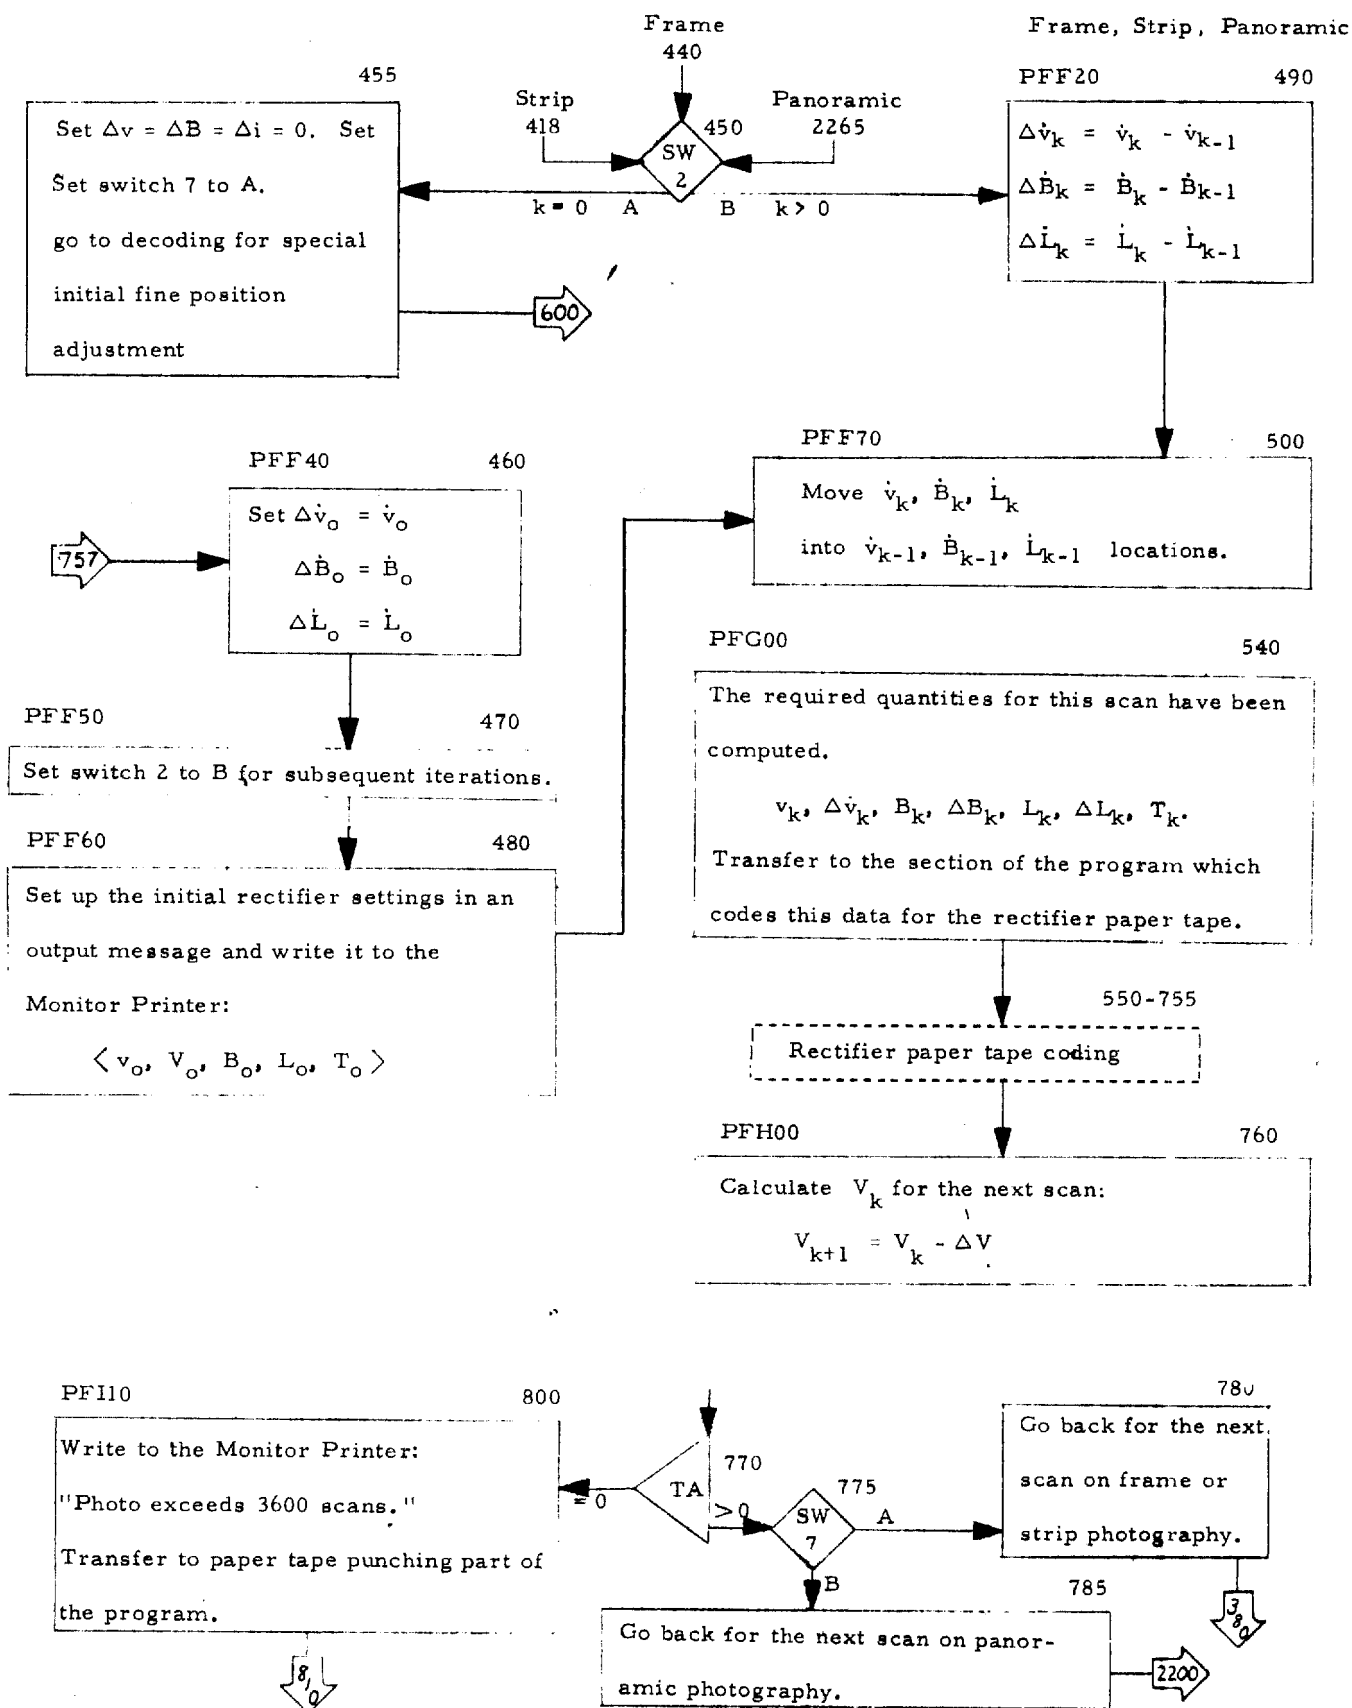 Frame
440
Frame, Strip, Panoramic
455
Set Δv = ΔB = Δi = 0. Set
Set switch 7 to A.
go to decoding for special
initial fine position
adjustment
600
Strip
418
450
Panoramic
2265
SW
2
k = 0 A
B k > 0
PFF20 490
Δv̇k = v̇k - v̇k-1
ΔḂk = Ḃk - Ḃk-1
ΔL̇k = L̇k - L̇k-1
PFF40 460
757
Set Δv̇o = v̇o
ΔḂo = Ḃo
ΔL̇o = L̇o
PFF50 470
Set switch 2 to B for subsequent iterations.
PFF60 480
Set up the initial rectifier settings in an
output message and write it to the
Monitor Printer:
< vo, Vo, Bo, Lo, To >
PFF70 500
Move v̇k, Ḃk, L̇k
into v̇k-1, Ḃk-1, L̇k-1 locations.
PFG00 540
The required quantities for this scan have been
computed.
vk, Δv̇k, Bk, ΔBk, Lk, ΔLk, Tk.
Transfer to the section of the program which
codes this data for the rectifier paper tape.
550-755
Rectifier paper tape coding
PFH00 760
Calculate Vk for the next scan:
Vk+1 = Vk - ΔV
PFI10 800
Write to the Monitor Printer:
"Photo exceeds 3600 scans."
Transfer to paper tape punching part of
the program.
810
770
TA
= 0
> 0
775
SW
7
A
B
780
Go back for the next
scan on frame or
strip photography.
380
785
Go back for the next scan on panor-
amic photography.
2200